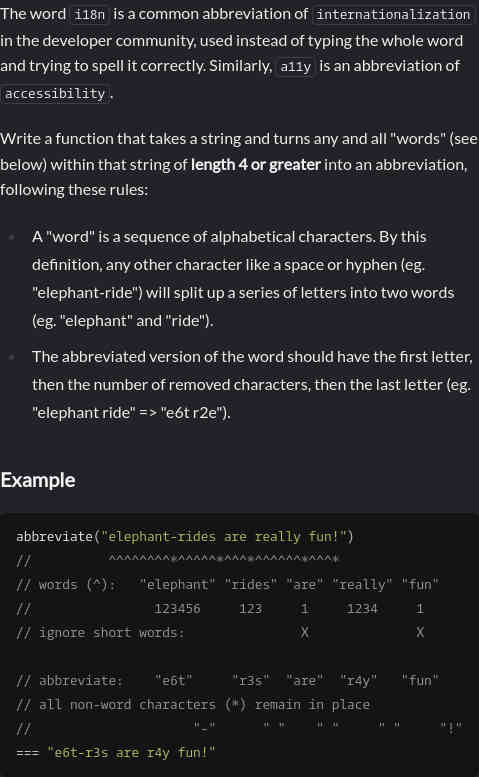 The word i18n is a common abbreviation of internationalization
in the developer community, used instead of typing the whole word
and trying to spell it correctly. Similarly, a11y is an abbreviation of
accessibility.
Write a function that takes a string and turns any and all "words" (see
below) within that string of length 4 or greater into an abbreviation,
following these rules:
• A "word" is a sequence of alphabetical characters. By this
definition, any other character like a space or hyphen (eg.
"elephant-ride") will split up a series of letters into two words
(eg. "elephant" and "ride").
• The abbreviated version of the word should have the first letter,
then the number of removed characters, then the last letter (eg.
"elephant ride" => "e6t r2e").
Example
abbreviate("elephant-rides are really fun!")
//          ^^^^^^^^*^^^^^*^^^*^^^^^^*^^^*
// words (^):   "elephant" "rides" "are" "really" "fun"
//                123456     123     1     1234     1
// ignore short words:               X              X
// abbreviate:    "e6t"     "r3s"  "are"  "r4y"   "fun"
// all non-word characters (*) remain in place
//                     "-"      " "    " "     " "     "!"
=== "e6t-r3s are r4y fun!"